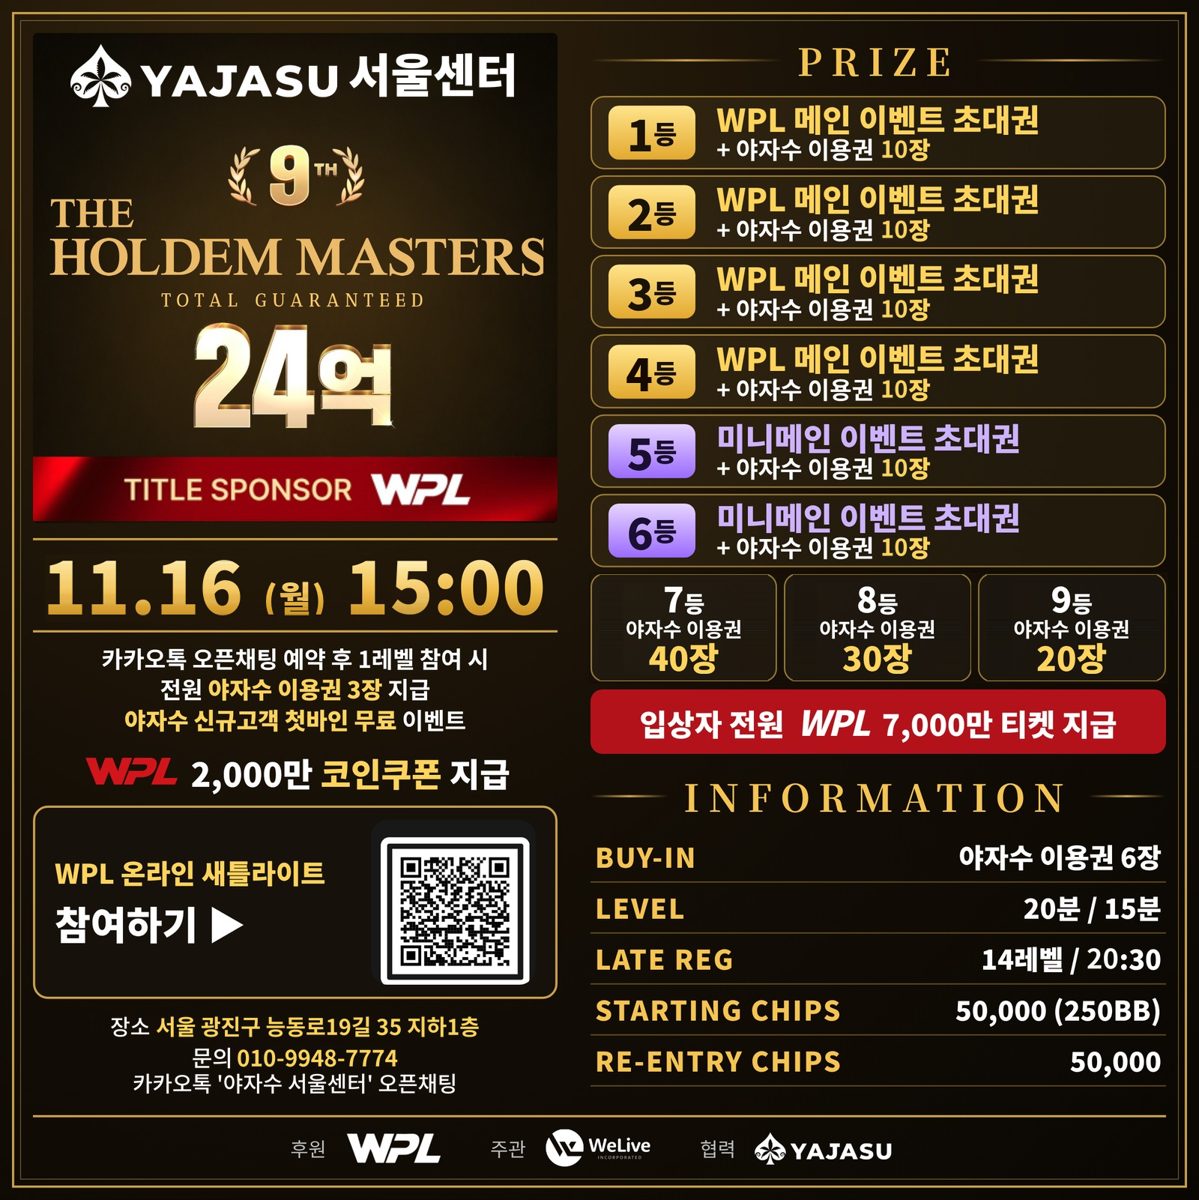 YAJASU 서울센터
9TH
THE
HOLDEM MASTERS
TOTAL GUARANTEED
24억
TITLE SPONSOR WPL
11.16 (월) 15:00
카카오톡 오픈채팅 예약 후 1레벨 참여 시
전원 야자수 이용권 3장 지급
야자수 신규고객 첫바인 무료 이벤트
WPL 2,000만 코인쿠폰 지급
WPL 온라인 새틀라이트
참여하기 ▶
장소 서울 광진구 능동로19길 35 지하1층
문의 010-9948-7774
카카오톡 '야자수 서울센터' 오픈채팅
PRIZE
1등 WPL 메인 이벤트 초대권
+ 야자수 이용권 10장
2등 WPL 메인 이벤트 초대권
+ 야자수 이용권 10장
3등 WPL 메인 이벤트 초대권
+ 야자수 이용권 10장
4등 WPL 메인 이벤트 초대권
+ 야자수 이용권 10장
5등 미니메인 이벤트 초대권
+ 야자수 이용권 10장
6등 미니메인 이벤트 초대권
+ 야자수 이용권 10장
7등
야자수 이용권
40장
8등
야자수 이용권
30장
9등
야자수 이용권
20장
입상자 전원 WPL 7,000만 티켓 지급
INFORMATION
BUY-IN 야자수 이용권 6장
LEVEL 20분 / 15분
LATE REG 14레벨 / 20:30
STARTING CHIPS 50,000 (250BB)
RE-ENTRY CHIPS 50,000
후원 WPL 주관 WeLive INCORPORATED 협력 YAJASU